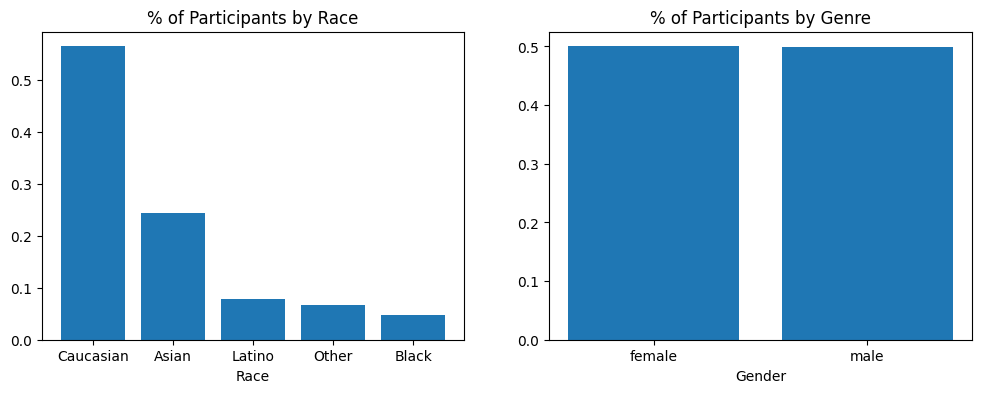 % of Participants by Race
0.5
0.4
0.3
0.2
0.1
0.0
Caucasian Asian Latino Other Black
Race
% of Participants by Genre
0.5
0.4
0.3
0.2
0.1
0.0
female male
Gender